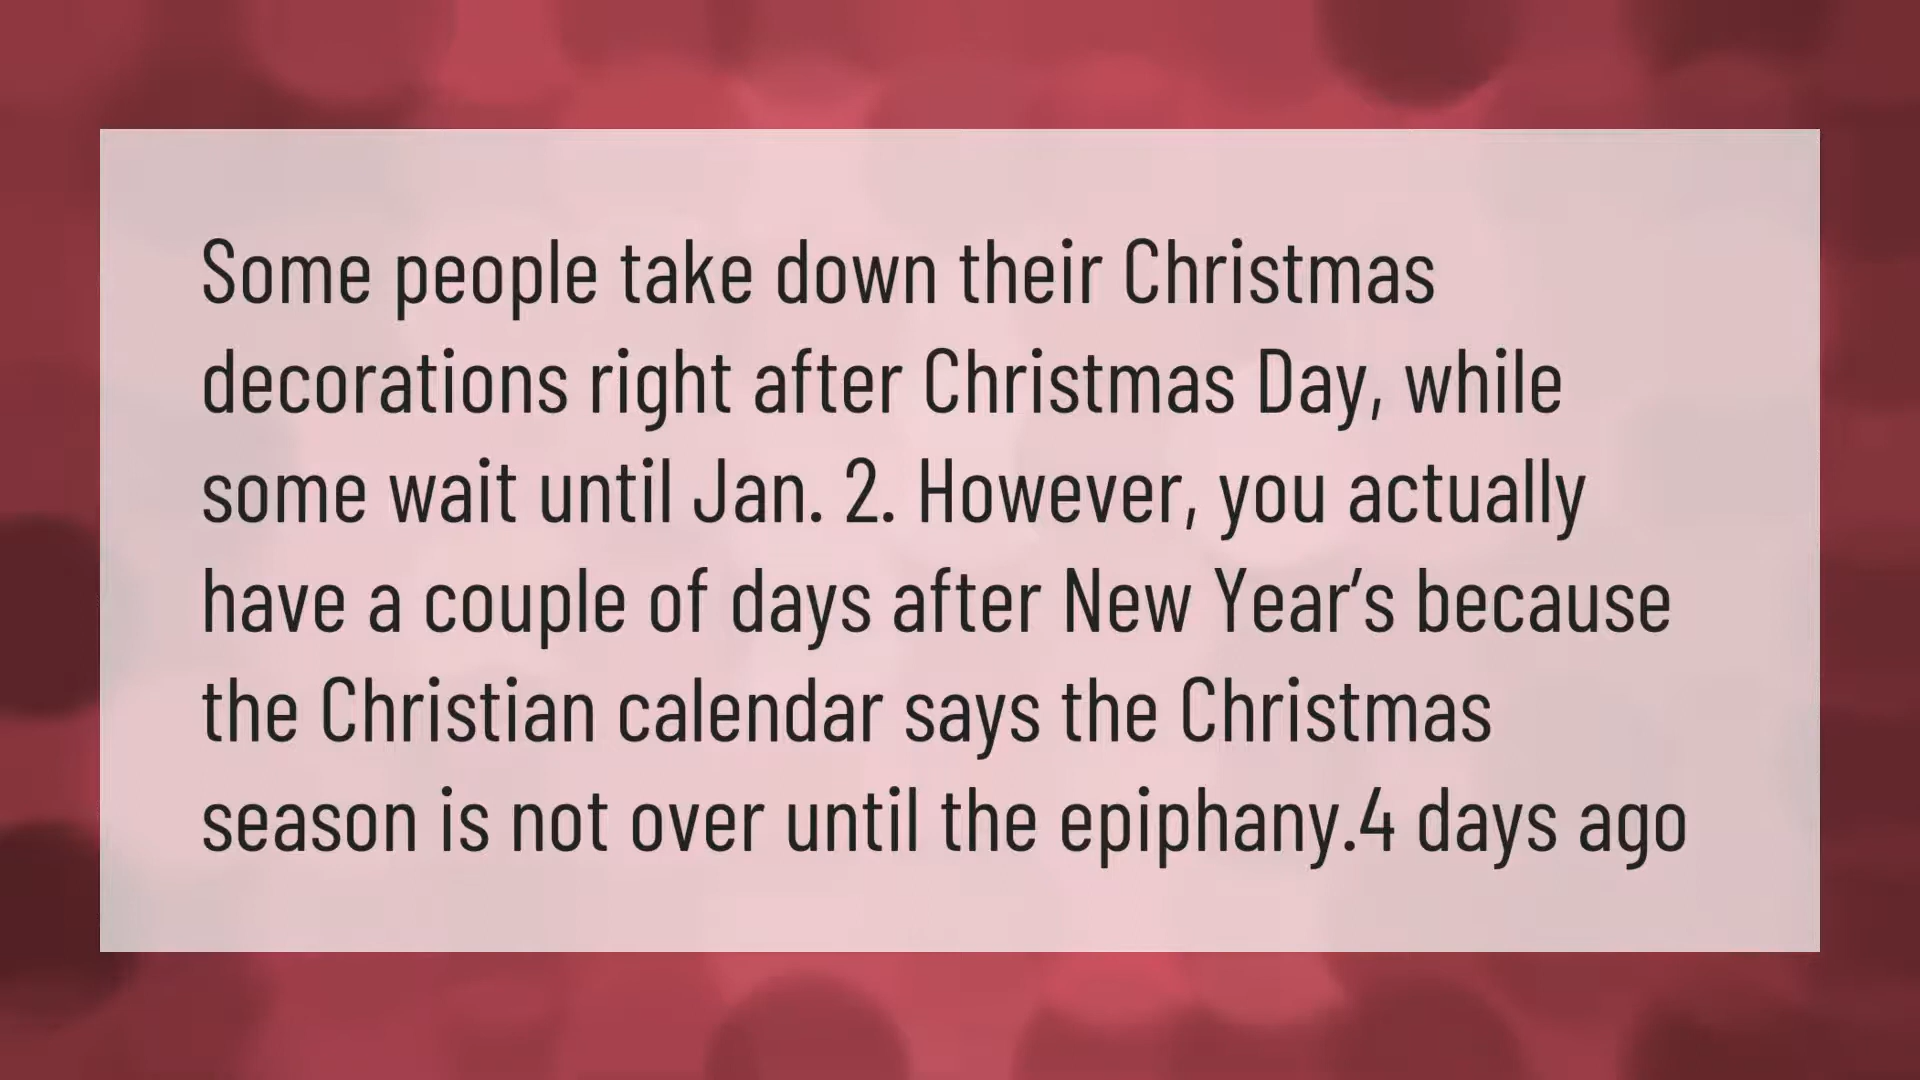 Some people take down their Christmas
decorations right after Christmas Day, while
some wait until Jan. 2. However, you actually
have a couple of days after New Year’s because
the Christian calendar says the Christmas
season is not over until the epiphany.4 days ago